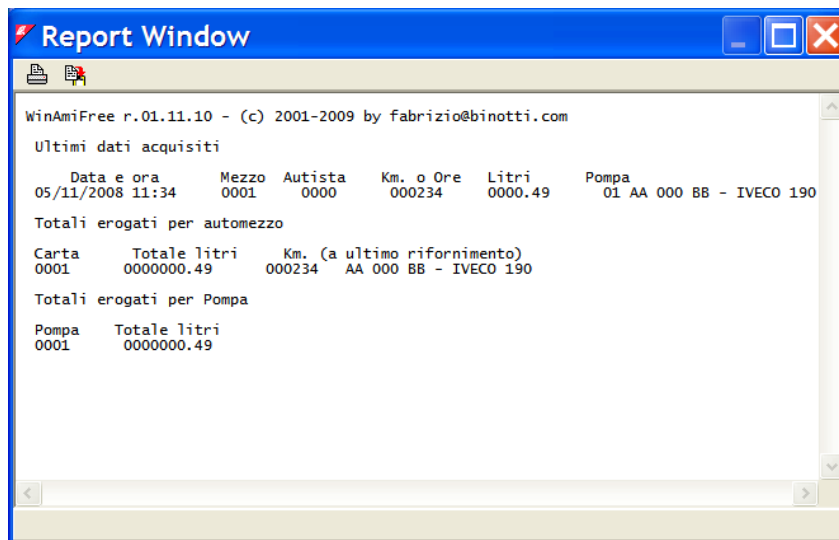 Report Window
WinAmiFree r.01.11.10 - (c) 2001-2009 by fabrizio@binotti.com
Ultimi dati acquisiti
Data e ora Mezzo Autista Km. o Ore Litri Pompa
05/11/2008 11:34 0001 0000 000234 0000.49 01 AA 000 BB - IVECO 190
Totali erogati per automezzo
Carta Totale litri Km. (a ultimo rifornimento)
0001 0000000.49 000234 AA 000 BB - IVECO 190
Totali erogati per Pompa
Pompa Totale litri
0001 0000000.49